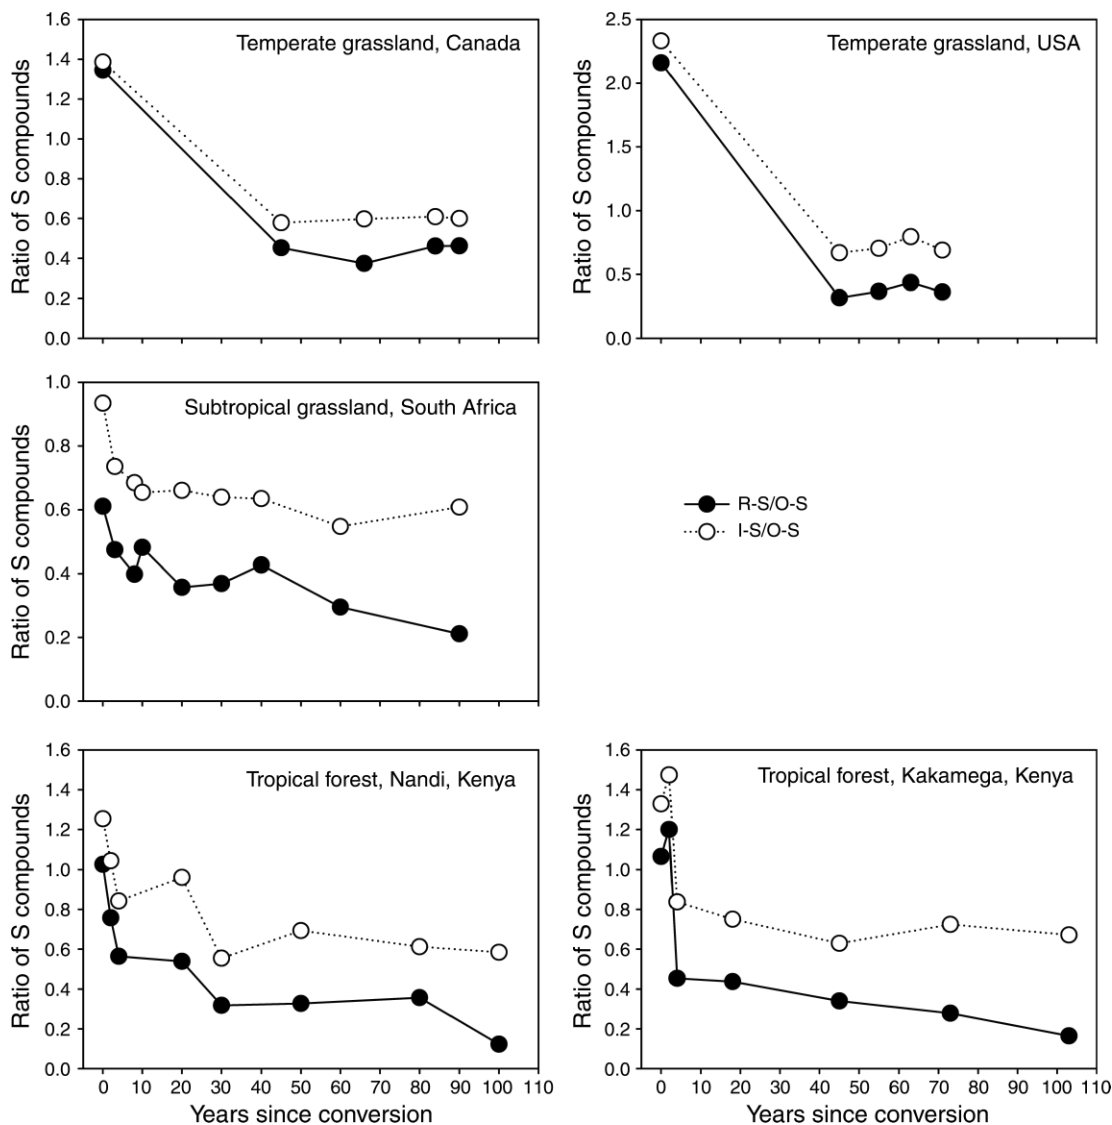 Temperate grassland, Canada
Ratio of S compounds
1.6
1.4
1.2
1.0
0.8
0.6
0.4
0.2
0.0
Temperate grassland, USA
Ratio of S compounds
2.5
2.0
1.5
1.0
0.5
0.0
Subtropical grassland, South Africa
Ratio of S compounds
1.0
0.8
0.6
0.4
0.2
0.0
R-S/O-S
I-S/O-S
Tropical forest, Nandi, Kenya
Ratio of S compounds
1.6
1.4
1.2
1.0
0.8
0.6
0.4
0.2
0.0
0 10 20 30 40 50 60 70 80 90 100 110
Years since conversion
Tropical forest, Kakamega, Kenya
Ratio of S compounds
1.6
1.4
1.2
1.0
0.8
0.6
0.4
0.2
0.0
0 10 20 30 40 50 60 70 80 90 100 110
Years since conversion